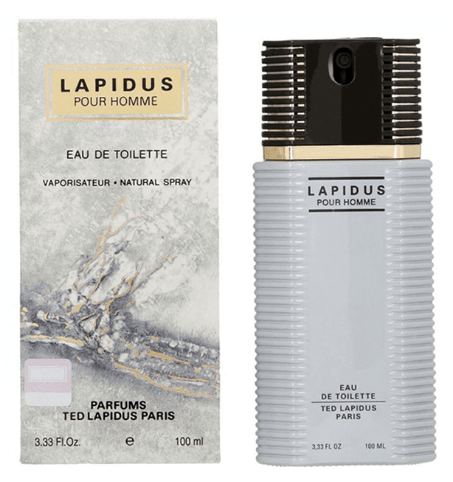 LAPIDUS
POUR HOMME
EAU DE TOILETTE
VAPORISATEUR • NATURAL SPRAY
PARFUMS
TED LAPIDUS PARIS
3.33 Fl.Oz. e 100 ml
LAPIDUS
POUR HOMME
EAU
DE TOILETTE
TED LAPIDUS
PARIS
3,33 FL OZ 100 ML